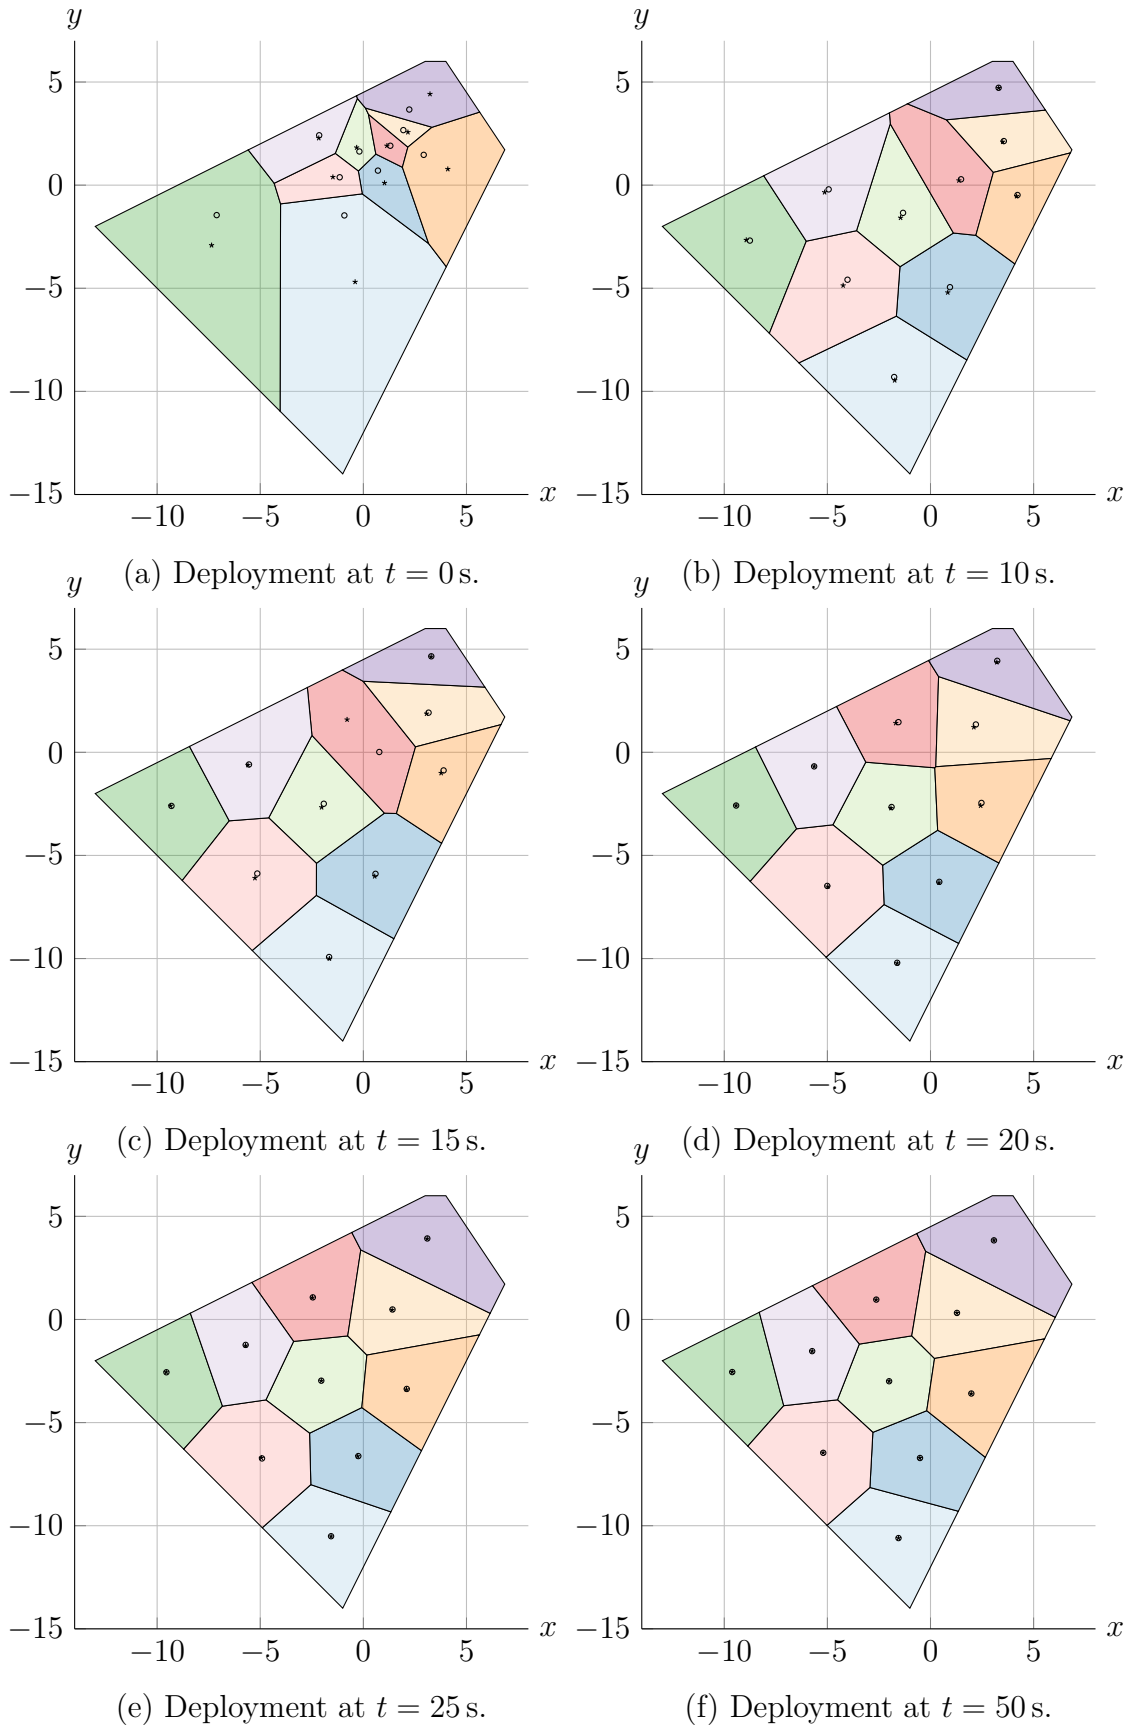 y y
5 5
0 0
−5 −5
−10 −10
−15 −15
x x
−10 −5 0 5 −10 −5 0 5
(a) Deployment at t = 0 s. (b) Deployment at t = 10 s.
y y
5 5
0 0
−5 −5
−10 −10
−15 −15
x x
−10 −5 0 5 −10 −5 0 5
(c) Deployment at t = 15 s. (d) Deployment at t = 20 s.
y y
5 5
0 0
−5 −5
−10 −10
−15 −15
x x
−10 −5 0 5 −10 −5 0 5
(e) Deployment at t = 25 s. (f) Deployment at t = 50 s.